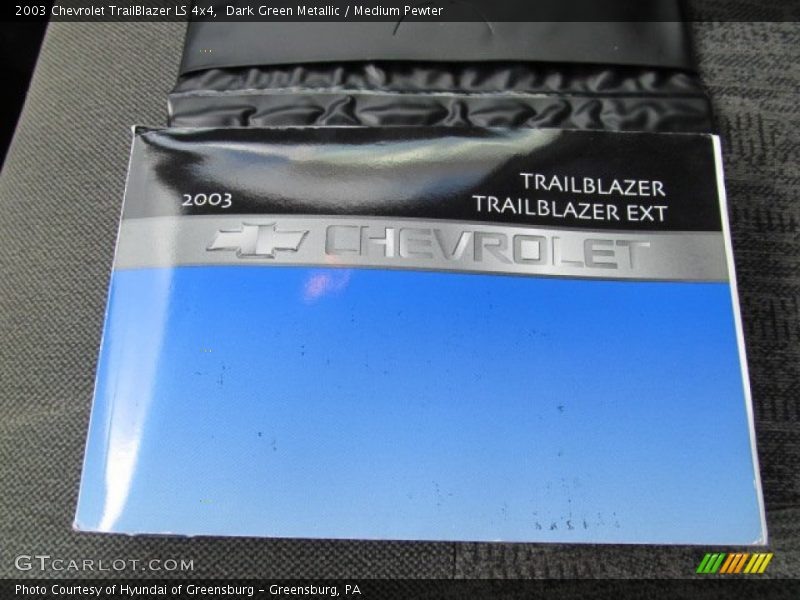 2003 Chevrolet TrailBlazer LS 4x4, Dark Green Metallic / Medium Pewter
2003
TRAILBLAZER
TRAILBLAZER EXT
CHEVROLET
GTCARLOT.COM
Photo Courtesy of Hyundai of Greensburg - Greensburg, PA